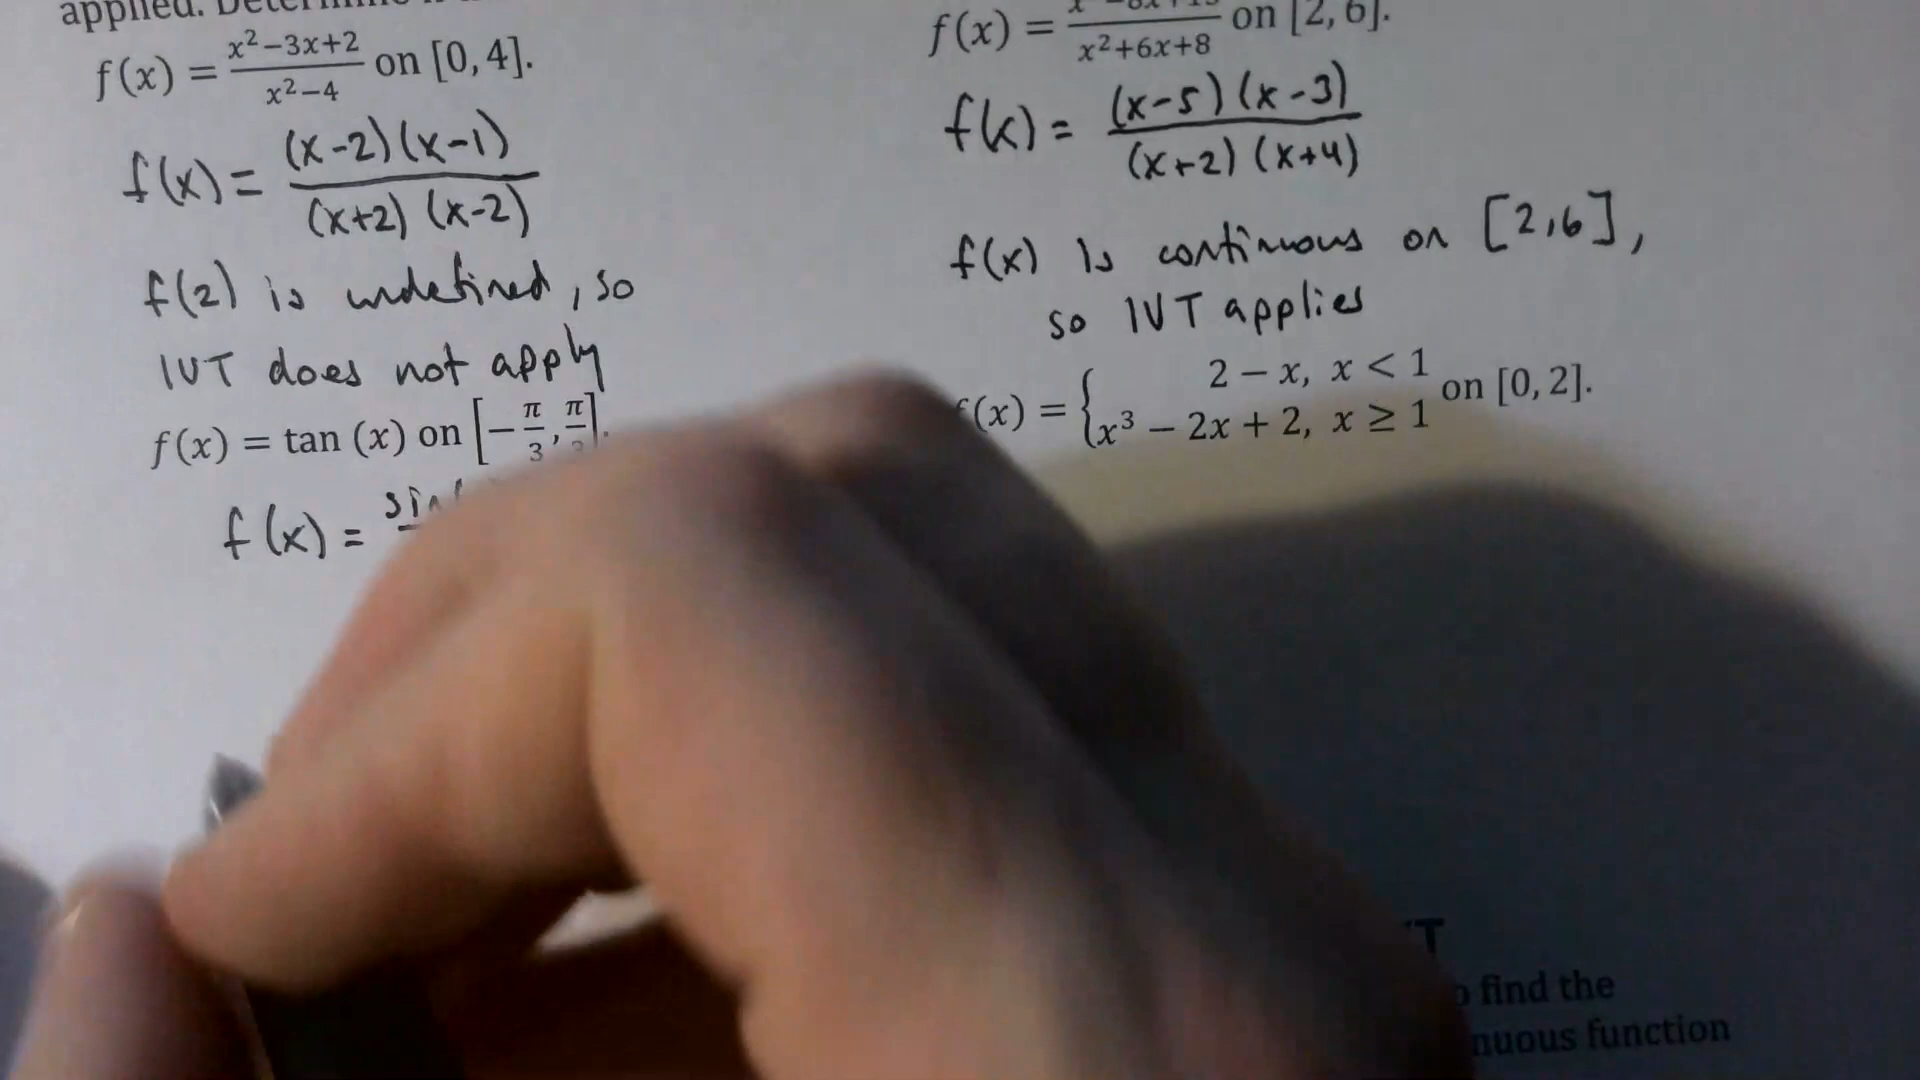 applied.
f(x) = x²−3x+2 / x²−4 on [0, 4].
f(x) = (x-2)(x-1) / (x+2)(x-2)
f(2) is undefined, so
IVT does not apply
f(x) = tan (x) on [−π/3, π/3].
f(x) =
f(x) = / x²+6x+8 on [2, 6].
f(x) = (x-5)(x-3) / (x+2)(x+4)
f(x) is continuous on [2,6],
so IVT applies
f(x) = { 2 − x, x < 1
x³ − 2x + 2, x ≥ 1 on [0, 2].
find the
function